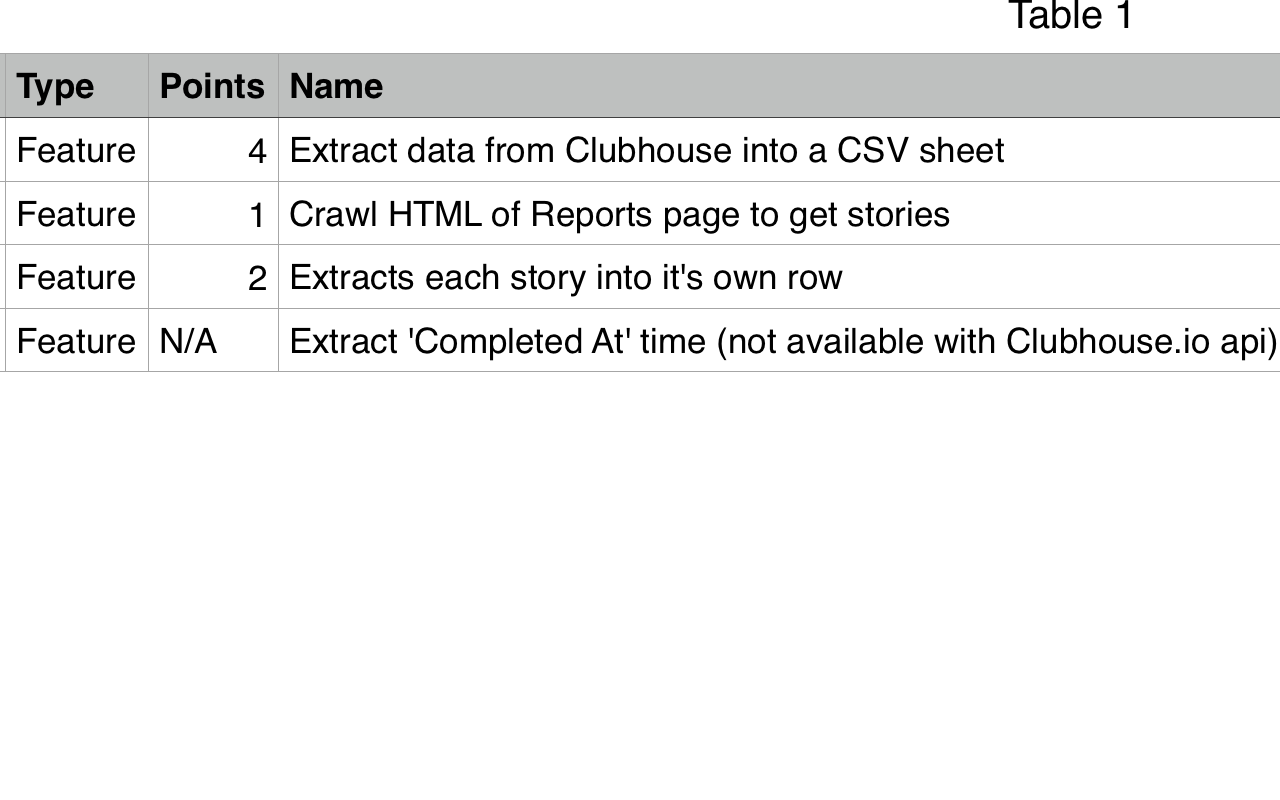 Table 1
Type Points Name
Feature 4 Extract data from Clubhouse into a CSV sheet
Feature 1 Crawl HTML of Reports page to get stories
Feature 2 Extracts each story into it's own row
Feature N/A Extract 'Completed At' time (not available with Clubhouse.io api)